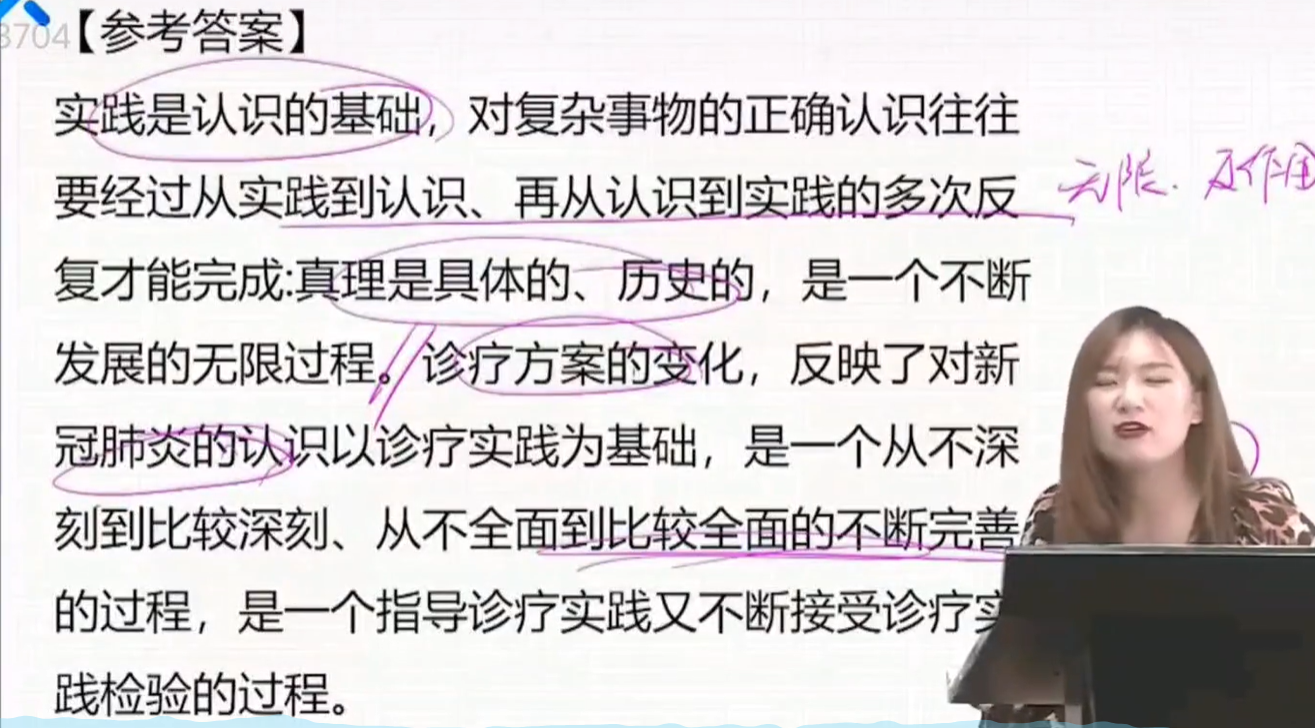 3704【参考答案】
实践是认识的基础，对复杂事物的正确认识往往
要经过从实践到认识、再从认识到实践的多次反
无限. 反作用
复才能完成:真理是具体的、历史的，是一个不断
发展的无限过程。诊疗方案的变化，反映了对新
冠肺炎的认识以诊疗实践为基础，是一个从不深
刻到比较深刻、从不全面到比较全面的不断完善
的过程，是一个指导诊疗实践又不断接受诊疗实
践检验的过程。